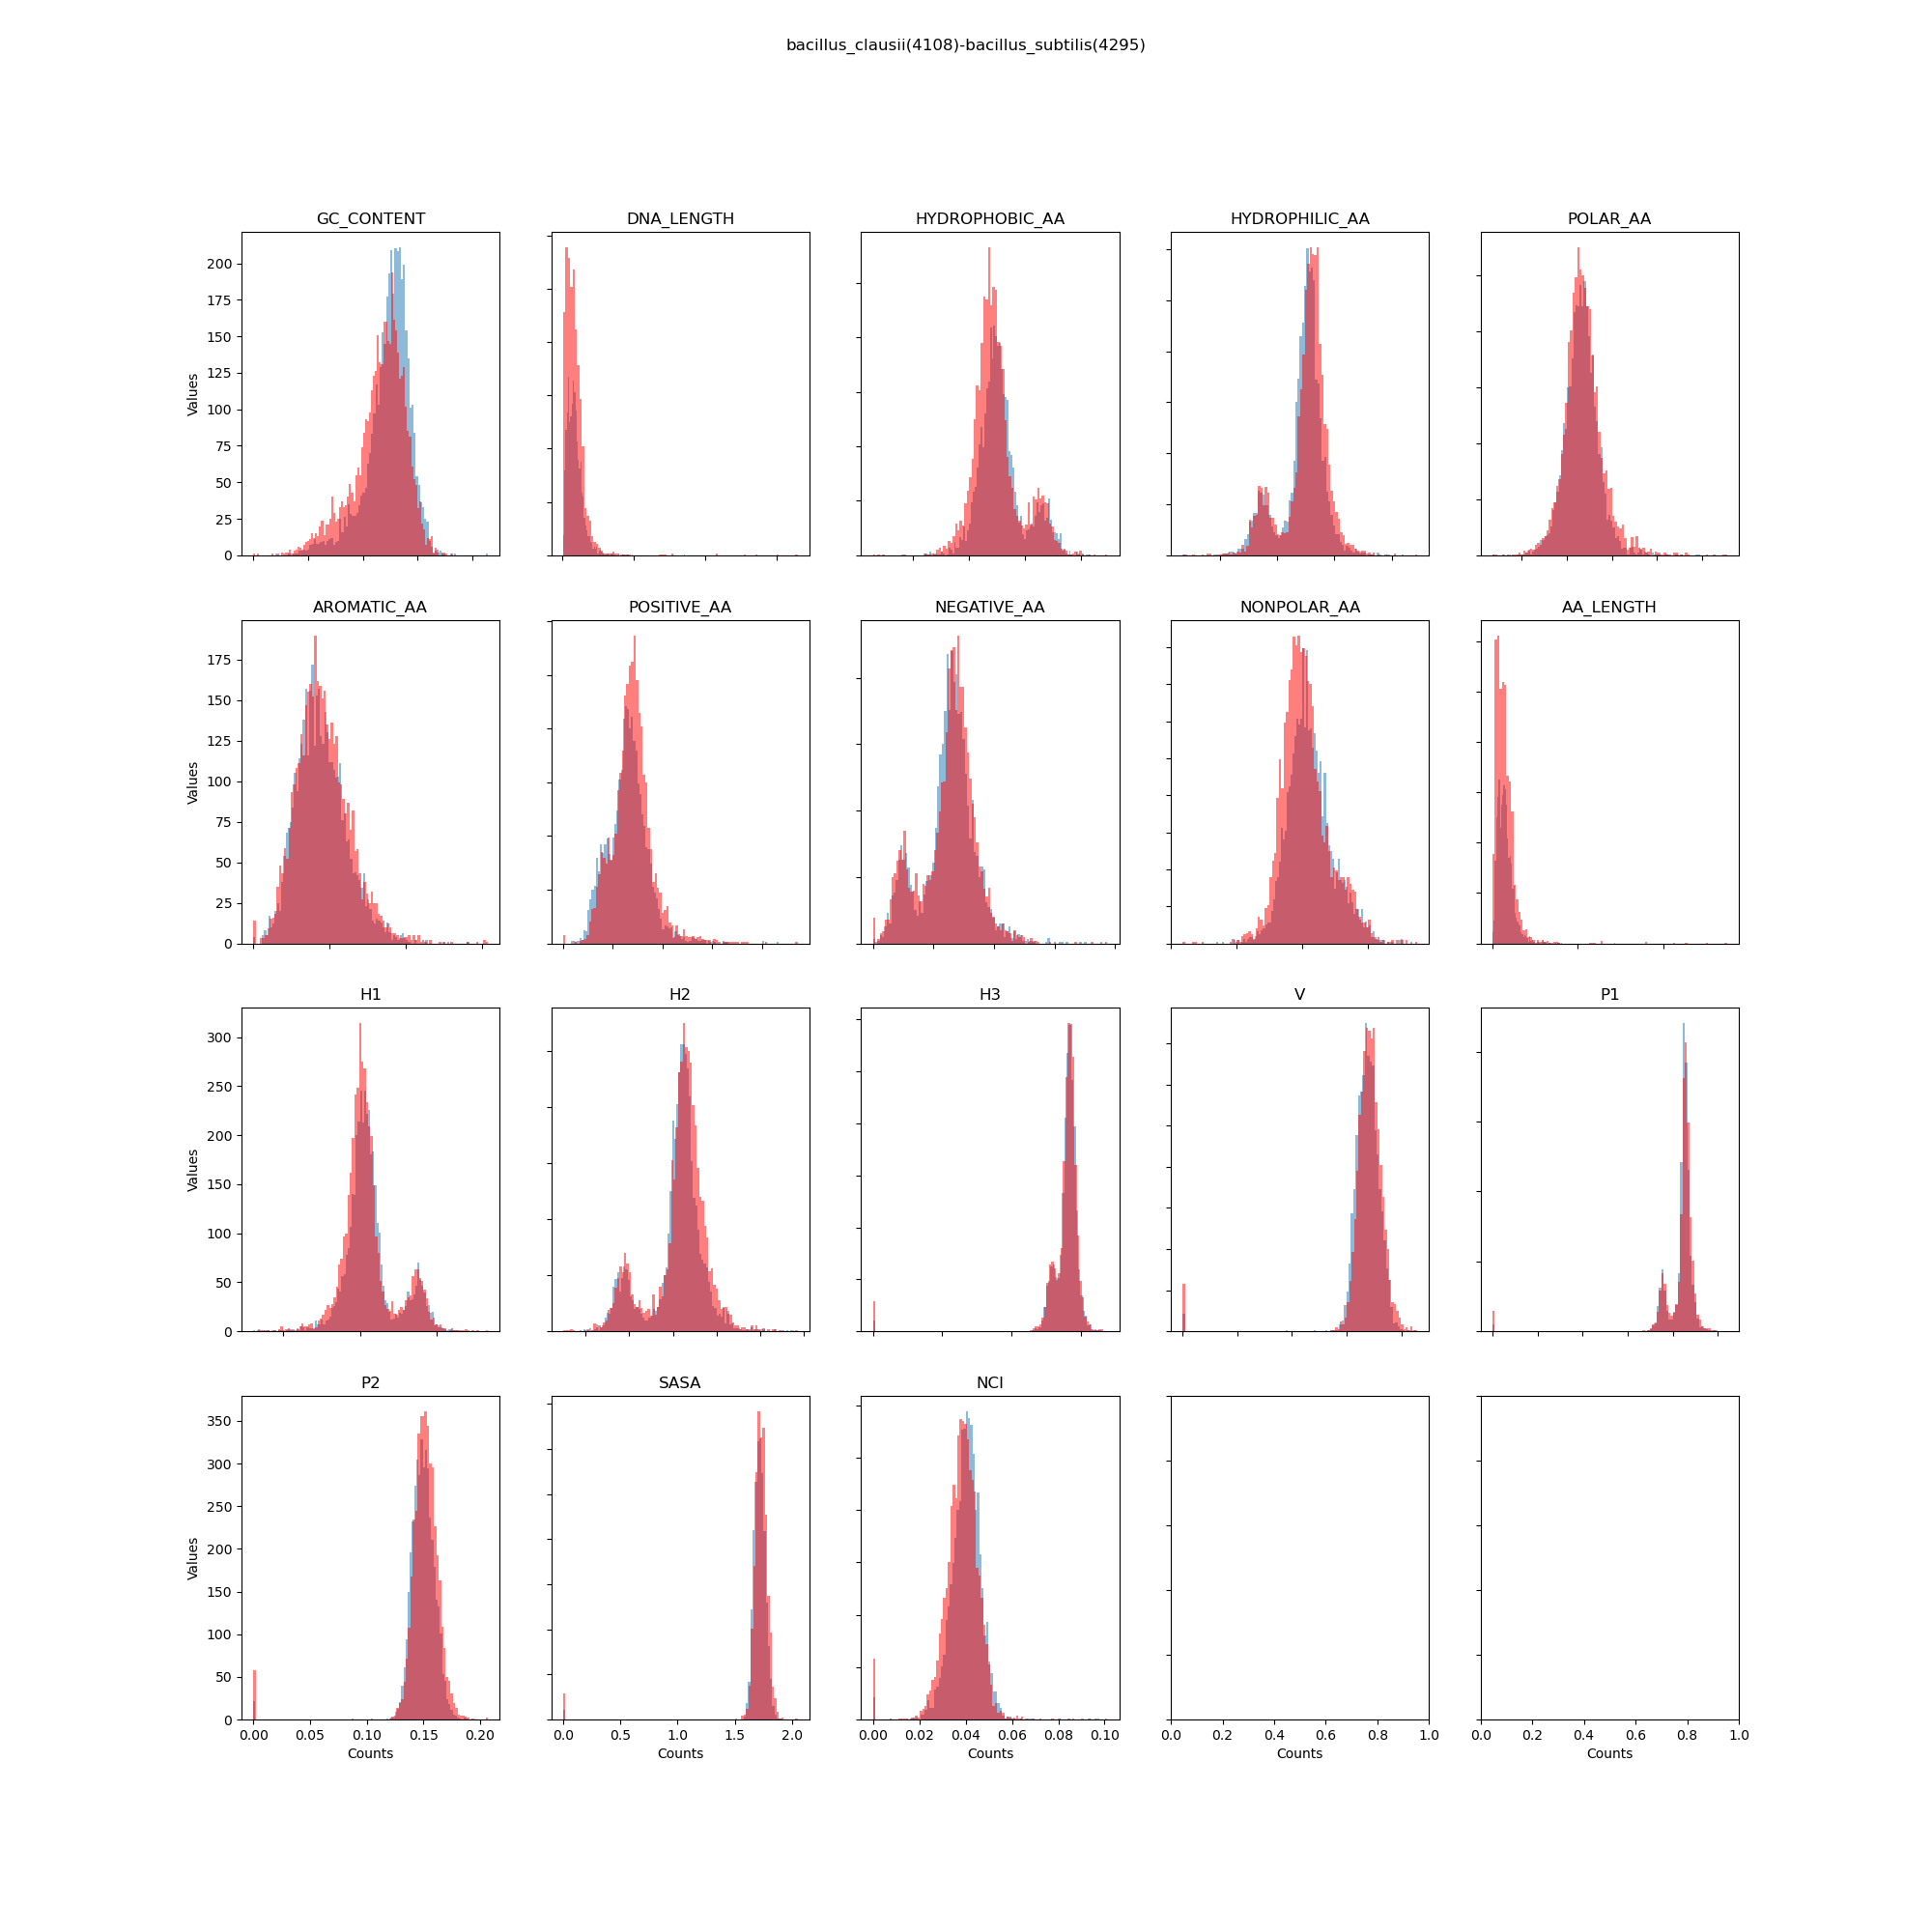 bacillus_clausii(4108)-bacillus_subtilis(4295)
GC_CONTENT DNA_LENGTH HYDROPHOBIC_AA HYDROPHILIC_AA POLAR_AA
200
175
150
125
100
75
50
25
0
Values
AROMATIC_AA POSITIVE_AA NEGATIVE_AA NONPOLAR_AA AA_LENGTH
175
150
125
100
75
50
25
0
Values
H1 H2 H3 V P1
300
250
200
150
100
50
0
Values
P2 SASA NCI
350
300
250
200
150
100
50
0
Values
0.00 0.05 0.10 0.15 0.20 0.0 0.5 1.0 1.5 2.0 0.00 0.02 0.04 0.06 0.08 0.10 0.0 0.2 0.4 0.6 0.8 1.0 0.0 0.2 0.4 0.6 0.8 1.0
Counts Counts Counts Counts Counts